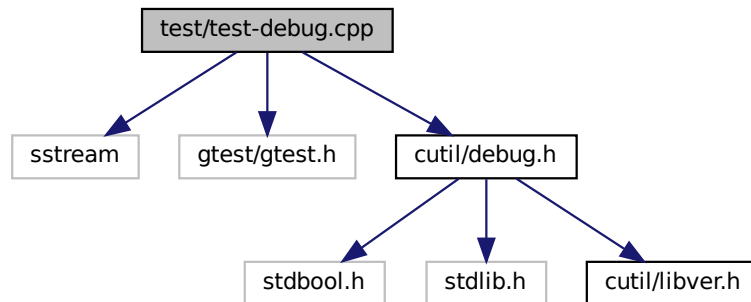 test/test-debug.cpp
sstream
gtest/gtest.h
cutil/debug.h
stdbool.h
stdlib.h
cutil/libver.h